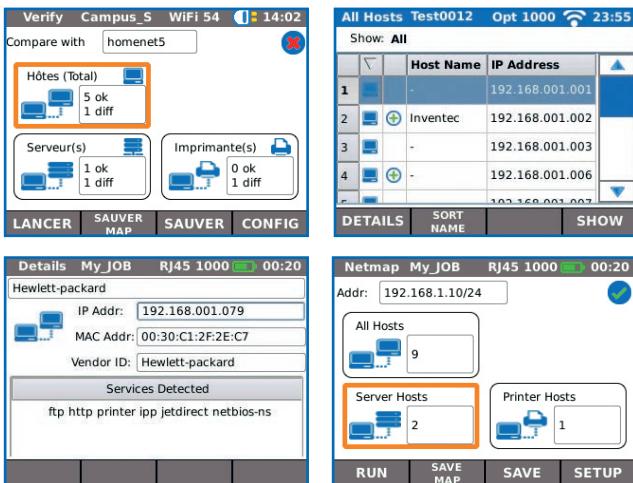 Verify Campus_S WiFi 54 14:02
Compare with homenet5
Hôtes (Total)
5 ok
1 diff
Serveur(s)
1 ok
1 diff
Imprimante(s)
0 ok
1 diff
LANCER SAUVER MAP SAUVER CONFIG
All Hosts Test0012 Opt 1000 23:55
Show: All
Host Name IP Address
1 - 192.168.001.001
2 Inventec 192.168.001.002
3 - 192.168.001.003
4 - 192.168.001.006
192.168.001.007
DETAILS SORT NAME SHOW
Details My_JOB RJ45 1000 00:20
Hewlett-packard
IP Addr: 192.168.001.079
MAC Addr: 00:30:C1:2F:2E:C7
Vendor ID: Hewlett-packard
Services Detected
ftp http printer ipp jetdirect netbios-ns
Netmap My_JOB RJ45 1000 00:20
Addr: 192.168.1.10/24
All Hosts
9
Server Hosts
2
Printer Hosts
1
RUN SAVE MAP SAVE SETUP